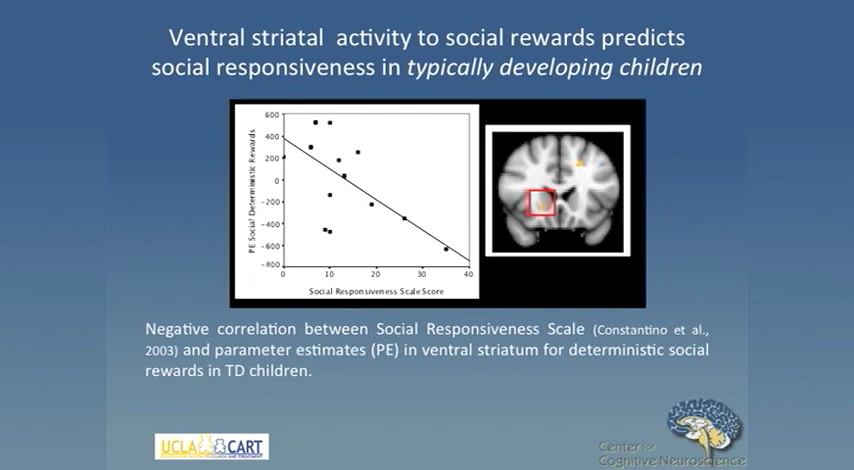 Ventral striatal activity to social rewards predicts
social responsiveness in typically developing children
600
400
200
0
−200
−400
−600
−800
PE Social Deterministic Rewards
0
10
20
30
40
Social Responsiveness Scale Score
Negative correlation between Social Responsiveness Scale (Constantino et al.,
2003) and parameter estimates (PE) in ventral striatum for deterministic social
rewards in TD children.
UCLA CART
Center for
Cognitive Neuroscience